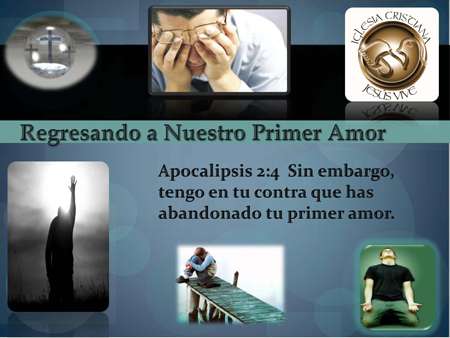 IGLESIA CRISTIANA
JESUS VIVE
Regresando a Nuestro Primer Amor
Apocalipsis 2:4  Sin embargo,
tengo en tu contra que has
abandonado tu primer amor.